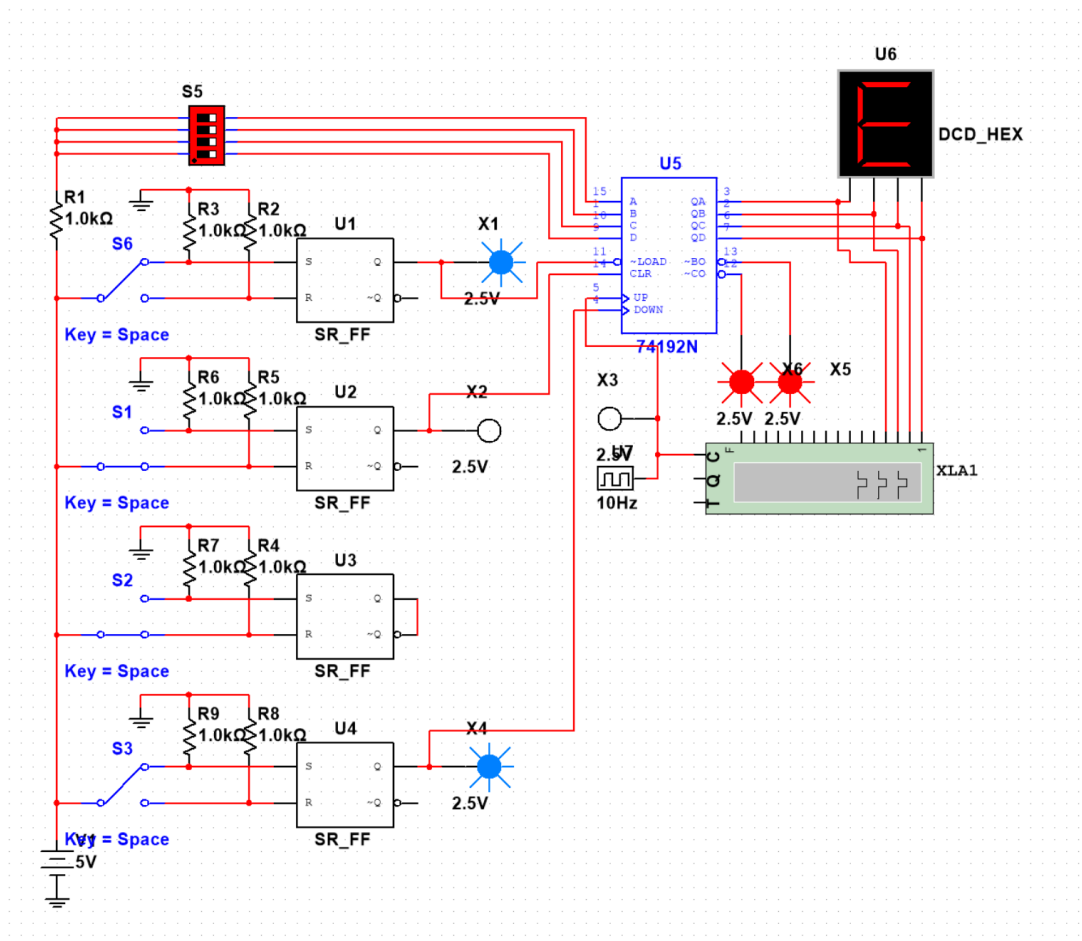 U6
DCD_HEX
S5
U5
R1
1.0kΩ
15
A
QA
3
1
B
QB
2
10
C
QC
6
9
D
QD
7
11
~LOAD
~BO
13
14
CLR
~CO
12
5
UP
4
DOWN
74192N
R3
1.0kΩ
R2
1.0kΩ
U1
X1
S6
S
Q
R
~Q
2.5V
Key = Space
SR_FF
R6
1.0kΩ
R5
1.0kΩ
U2
X2
S1
S
Q
R
~Q
2.5V
Key = Space
SR_FF
X3
2.5V
U7
10Hz
X6
X5
2.5V
2.5V
XLA1
C
Q
T
F
1
R7
1.0kΩ
R4
1.0kΩ
U3
S2
S
Q
R
~Q
Key = Space
SR_FF
R9
1.0kΩ
R8
1.0kΩ
U4
X4
S3
S
Q
R
~Q
2.5V
Key = Space
SR_FF
V1
5V